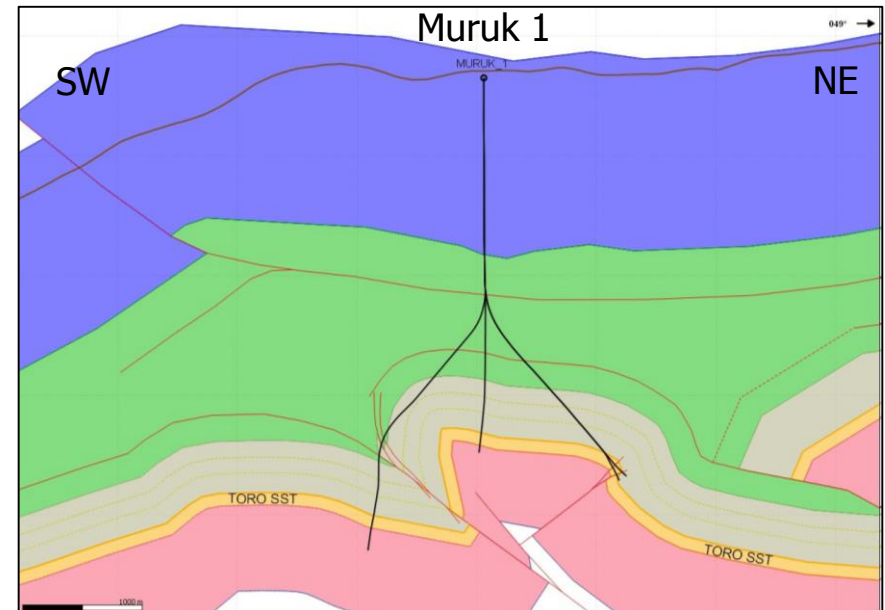 Muruk 1
049°
SW
MURUK_1
NE
TORO SST
TORO SST
1000 m